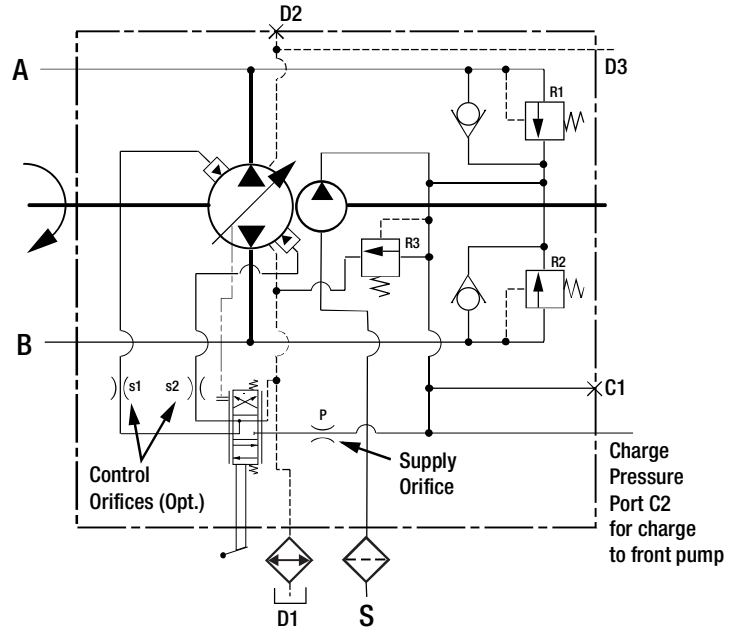 D2
D3
A
R1
R3
R2
B
s1
s2
C1
P
Control
Orifices (Opt.)
Supply
Orifice
Charge
Pressure
Port C2
for charge
to front pump
D1
S